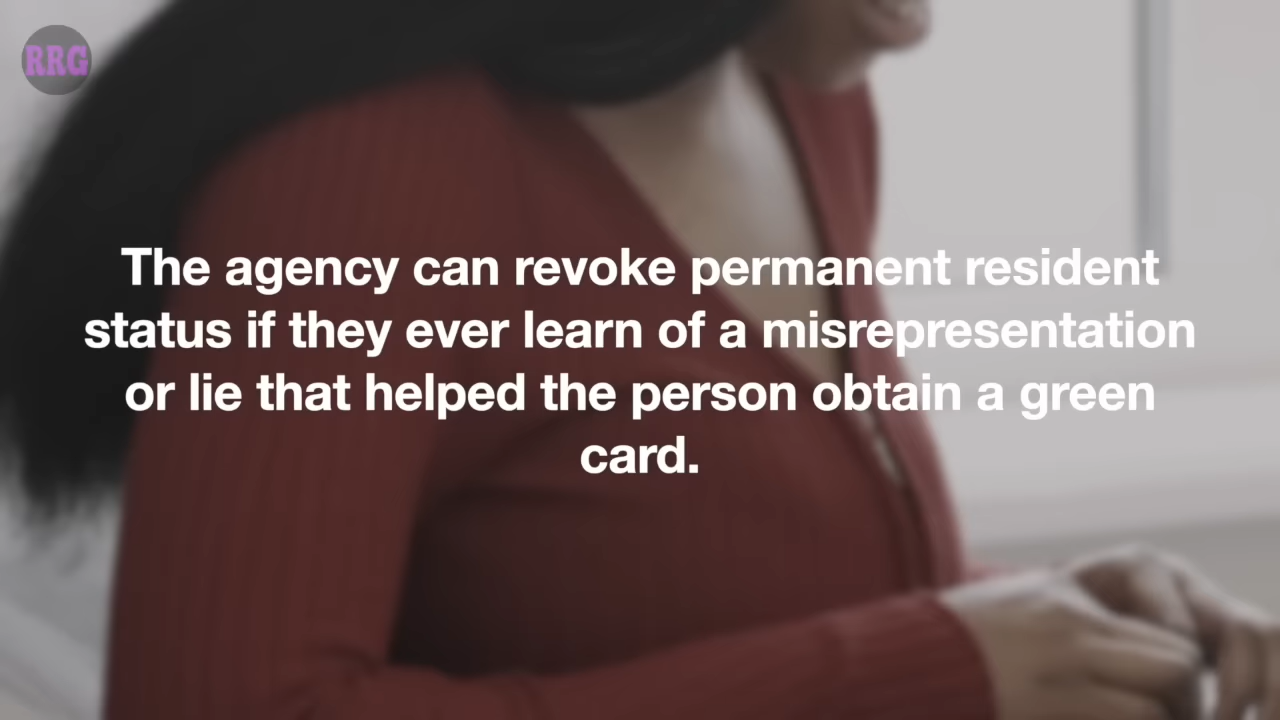 RRG
The agency can revoke permanent resident
status if they ever learn of a misrepresentation
or lie that helped the person obtain a green
card.